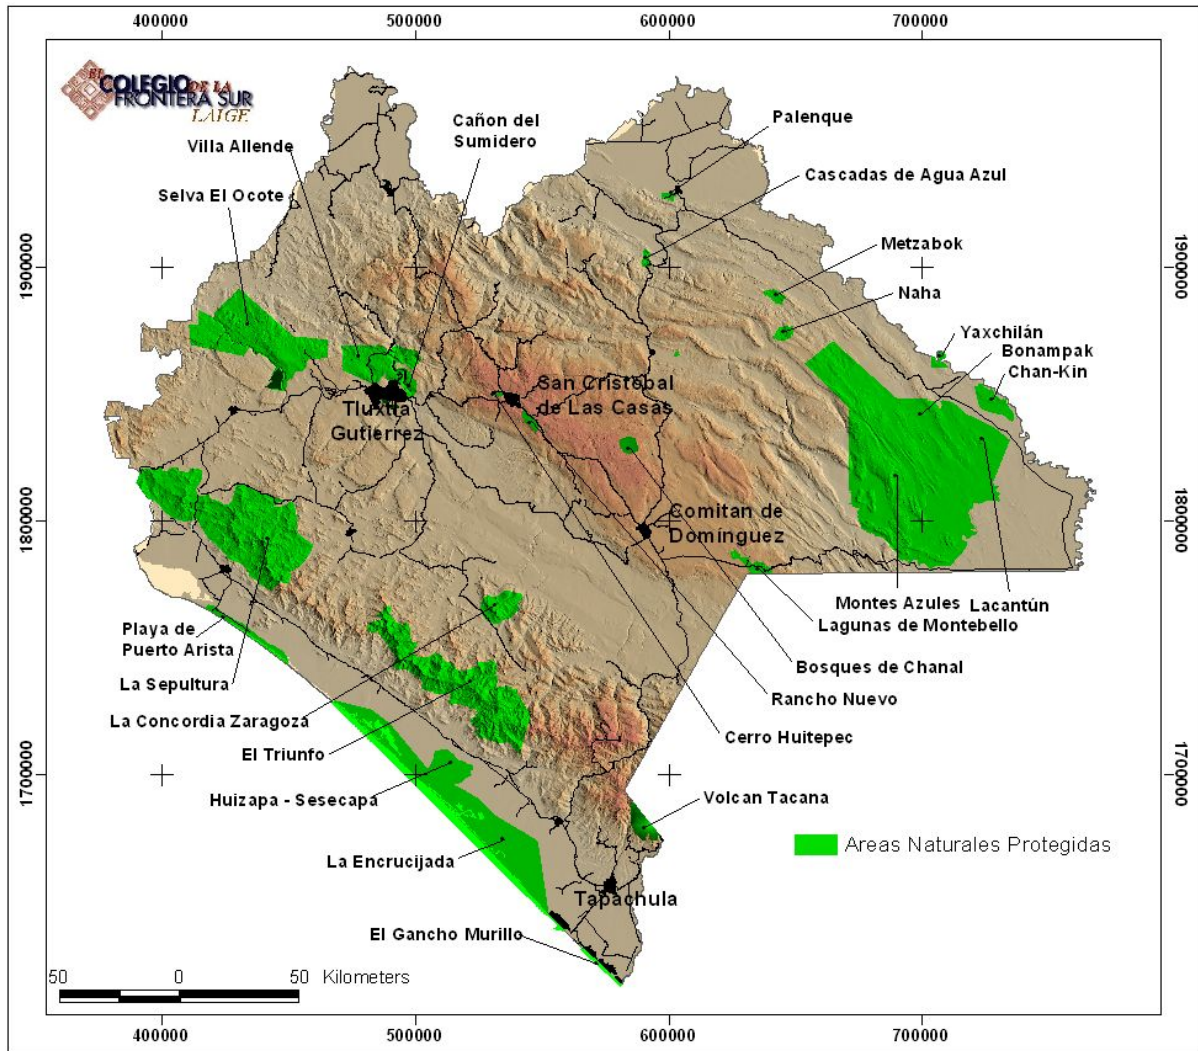 400000
500000
600000
700000
EL
COLEGIO DE LA
FRONTERA SUR
LAIGE
Cañon del
Sumidero
Villa Allende
Selva El Ocote
Palenque
Cascadas de Agua Azul
Metzabok
Naha
Yaxchilán
Bonampak
Chan-Kin
1900000
1900000
San Cristobal
de Las Casas
Tluxtla
Gutierrez
Comitan de
Domínguez
1800000
1800000
Montes Azules
Lacantún
Lagunas de Montebello
Playa de
Puerto Arista
Bosques de Chanal
La Sepultura
Rancho Nuevo
La Concordia Zaragoza
Cerro Huitepec
El Triunfo
1700000
1700000
Huizapa - Sesecapa
Volcan Tacana
Areas Naturales Protegidas
La Encrucijada
Tapachula
El Gancho Murillo
50 0 50 Kilometers
400000
500000
600000
700000